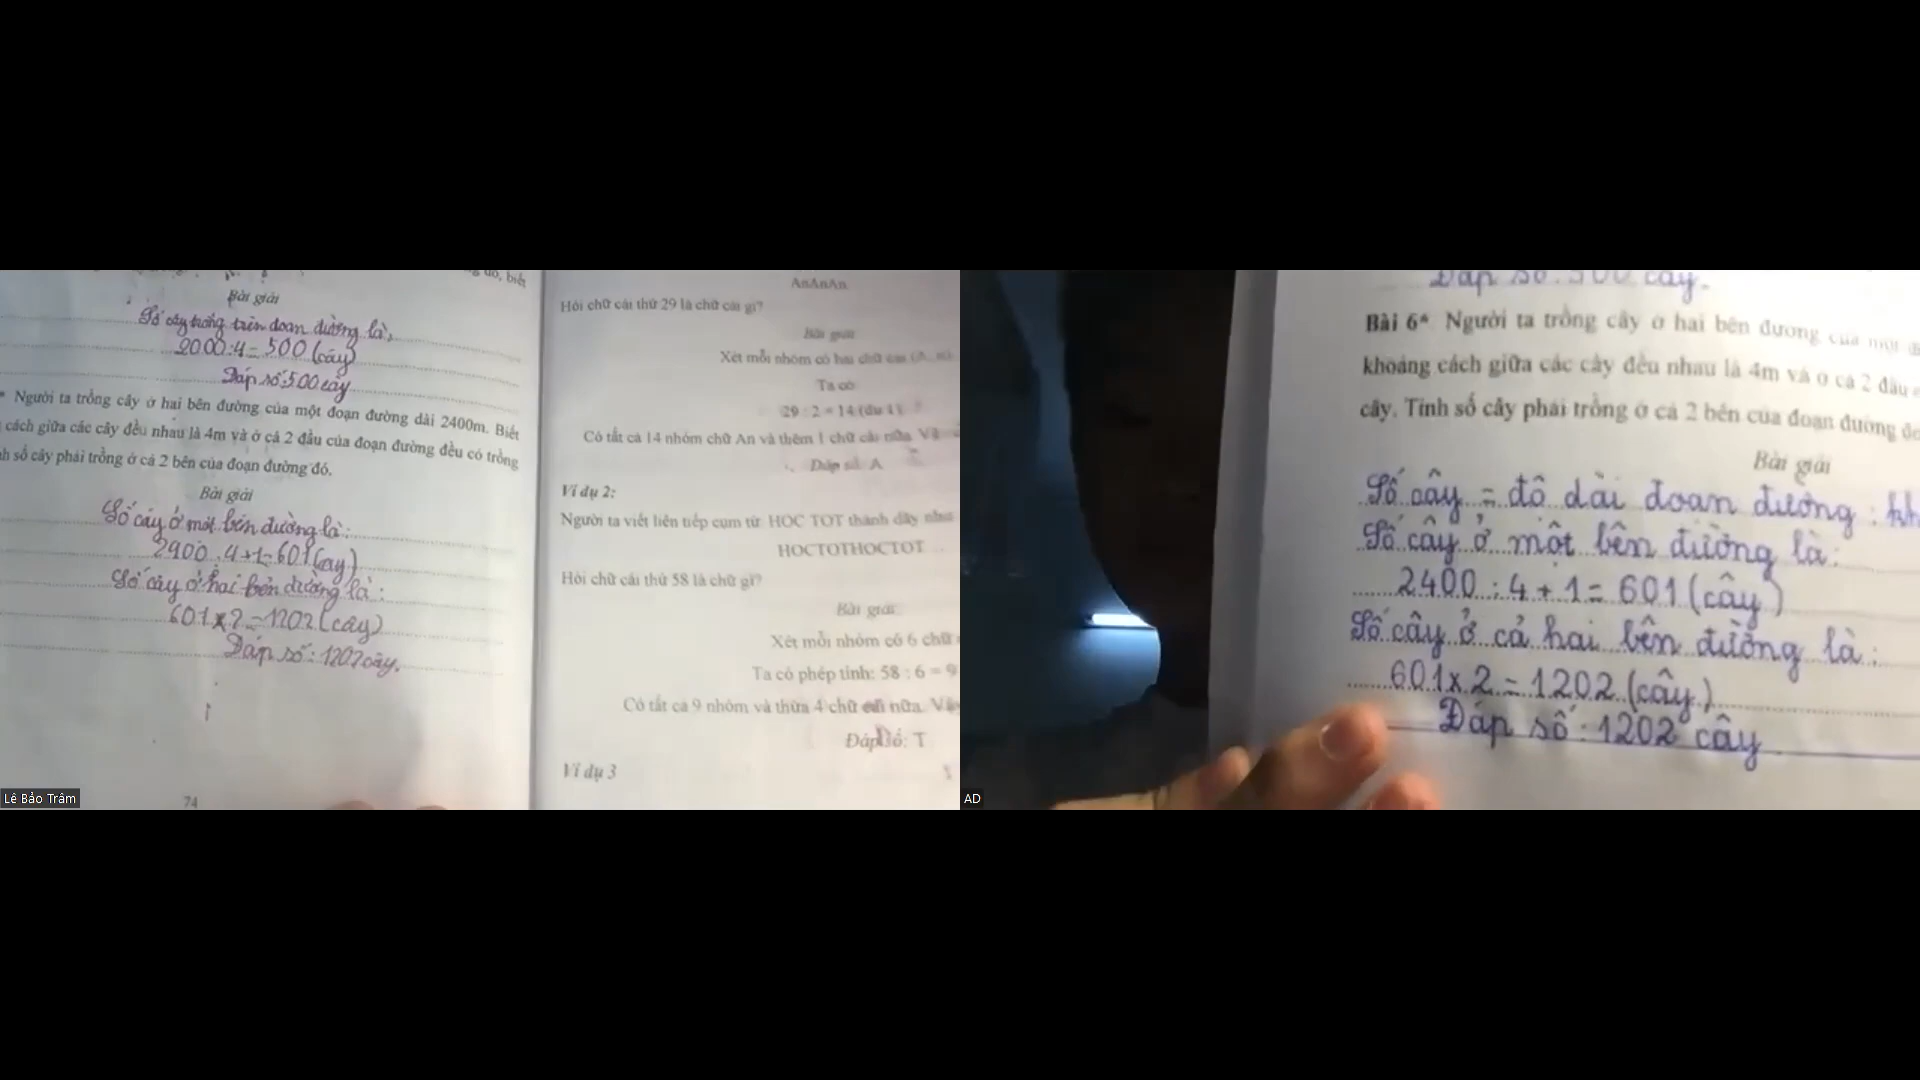 Bài giải
Số cây trồng trên đoạn đường là:
2000:4= 500 (cây)
Đáp số: 500 cây
Người ta trồng cây ở hai bên đường của một đoạn đường dài 2400m. Biết
cách giữa các cây đều nhau là 4m và ở cả 2 đầu của đoạn đường đều có trồng
số cây phải trồng ở cả 2 bên của đoạn đường đó.
Bài giải
Số cây ở một bên đường là:
2400:4+1=601(cây)
Số cây ở hai bên đường là:
601x2=1202(cây)
Đáp số: 1202cây.
74
Lê Bảo Trâm
AnAnAn
Hỏi chữ cái thứ 29 là chữ cái gì?
Bài giải
Xét mỗi nhóm có hai chữ cái
Ta có
29 : 2 = 14 (dư 1)
Có tất cả 14 nhóm chữ An và thêm 1 chữ cái nữa.
Đáp số: A
Ví dụ 2:
Người ta viết liên tiếp cụm từ HOC TOT thành dãy như
HOCTOTHOCTOT
Hỏi chữ cái thứ 58 là chữ gì?
Bài giải
Xét mỗi nhóm có 6 chữ
Ta có phép tính: 58 : 6 = 9
Có tất cả 9 nhóm và thừa 4 chữ cái nữa.
Đáp số: T
Ví dụ 3
Đáp số: 500 cây.
Bài 6* Người ta trồng cây ở hai bên đường của một
khoảng cách giữa các cây đều nhau là 4m và ở cả 2 đầu
cây. Tính số cây phải trồng ở cả 2 bên của đoạn đường
Bài giải
Số cây = độ dài đoạn đường :
Số cây ở một bên đường là:
2400 : 4 + 1 = 601 (cây)
Số cây ở cả hai bên đường là:
601 x 2 = 1202 (cây)
Đáp số: 1202 cây
AD